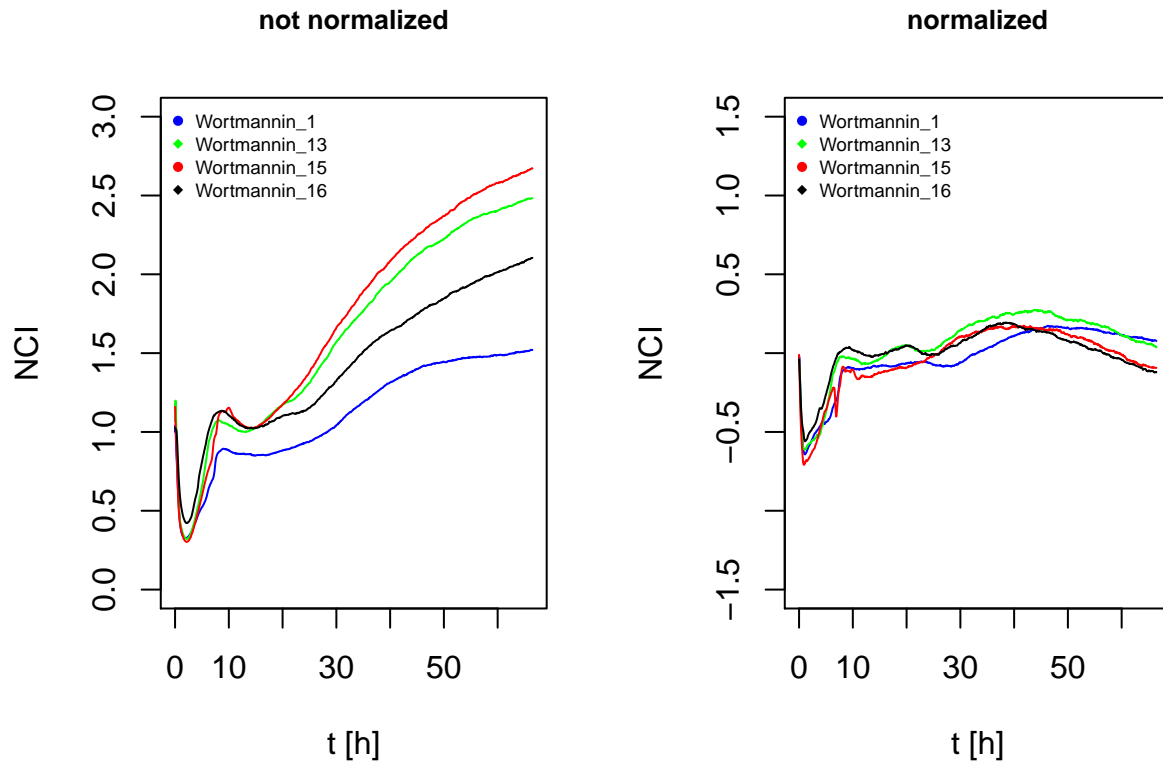 not normalized
3.0
2.5
2.0
1.5
1.0
0.5
0.0
NCI
Wortmannin_1
Wortmannin_13
Wortmannin_15
Wortmannin_16
0 10 30 50
t [h]
normalized
1.5
1.0
0.5
−0.5
−1.5
NCI
Wortmannin_1
Wortmannin_13
Wortmannin_15
Wortmannin_16
0 10 30 50
t [h]